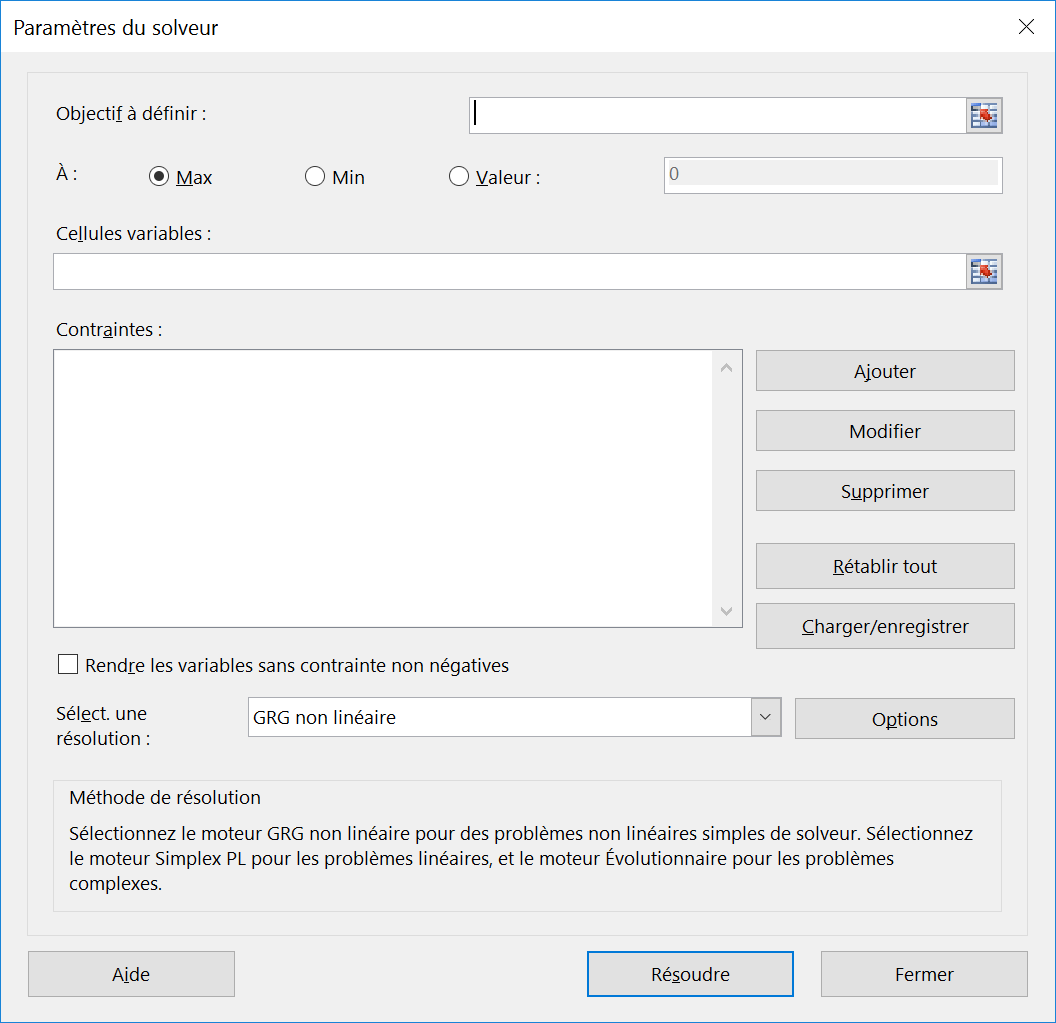 Paramètres du solveur
Objectif à définir :
À :
Max
Min
Valeur :
0
Cellules variables :
Contraintes :
Ajouter
Modifier
Supprimer
Rétablir tout
Charger/enregistrer
Rendre les variables sans contrainte non négatives
Sélect. une
résolution :
GRG non linéaire
Options
Méthode de résolution
Sélectionnez le moteur GRG non linéaire pour des problèmes non linéaires simples de solveur. Sélectionnez
le moteur Simplex PL pour les problèmes linéaires, et le moteur Évolutionnaire pour les problèmes
complexes.
Aide
Résoudre
Fermer